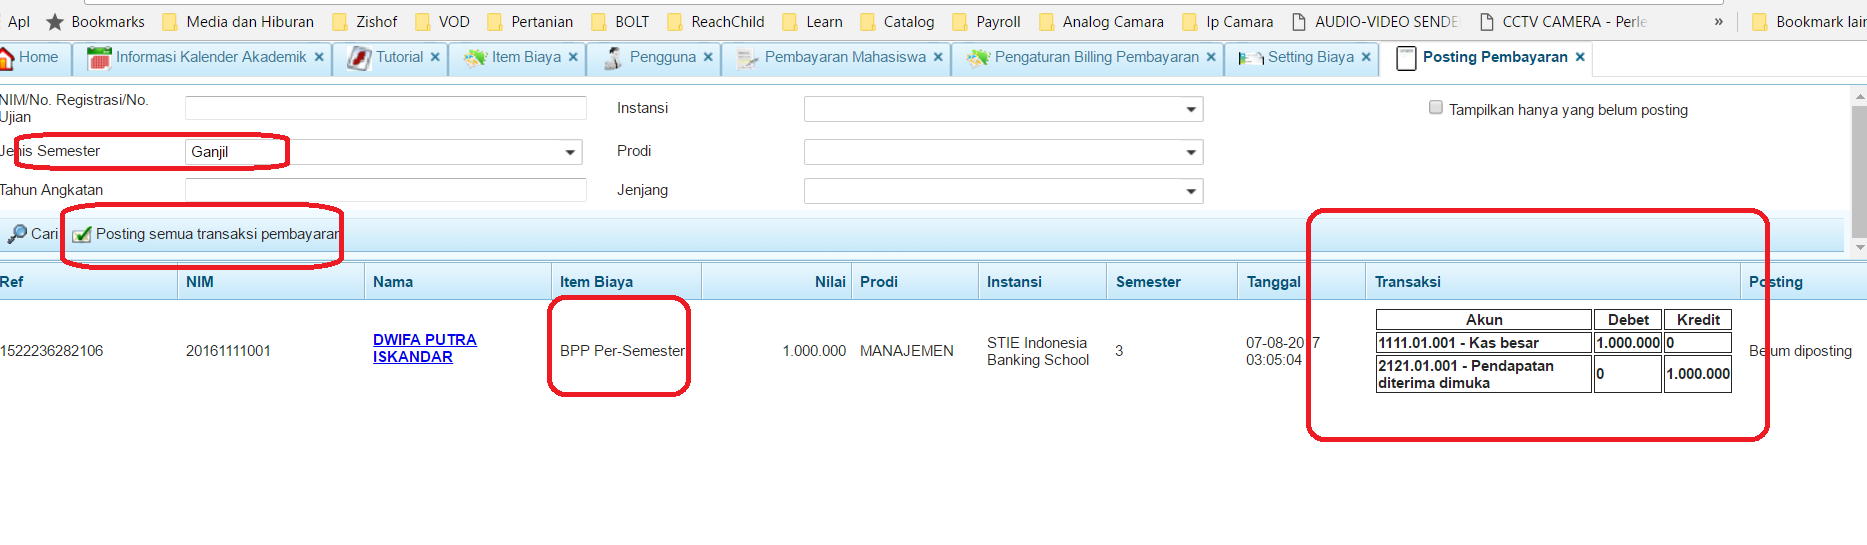 Apl Bookmarks Media dan Hiburan Zishof VOD Pertanian BOLT ReachChild Learn Catalog Payroll Analog Camara Ip Camara AUDIO-VIDEO SENDE CCTV CAMERA - Perle » Bookmark lain
Home Informasi Kalender Akademik × Tutorial × Item Biaya × Pengguna × Pembayaran Mahasiswa × Pengaturan Billing Pembayaran × Setting Biaya × Posting Pembayaran ×
NIM/No. Registrasi/No. Ujian
Instansi
Tampilkan hanya yang belum posting
Jenis Semester Ganjil
Prodi
Tahun Angkatan
Jenjang
Cari Posting semua transaksi pembayaran
Ref NIM Nama Item Biaya Nilai Prodi Instansi Semester Tanggal Transaksi Posting
1522236282106 20161111001 DWIFA PUTRA ISKANDAR BPP Per-Semester 1.000.000 MANAJEMEN STIE Indonesia Banking School 3 07-08-2017 03:05:04
Akun Debet Kredit
1111.01.001 - Kas besar 1.000.000 0
2121.01.001 - Pendapatan diterima dimuka 0 1.000.000
Belum diposting